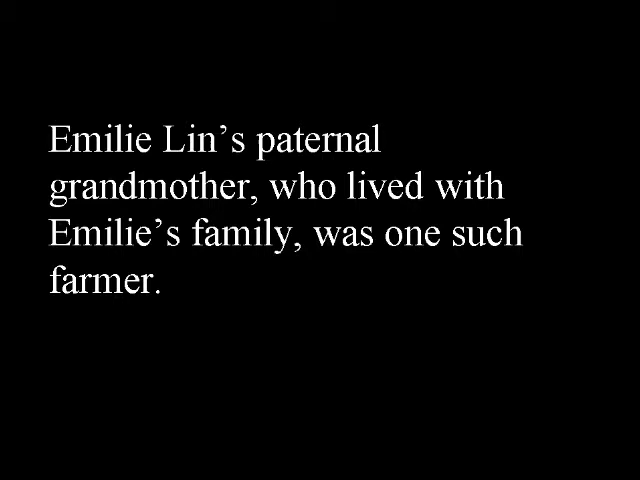 Emilie Lin’s paternal
grandmother, who lived with
Emilie’s family, was one such
farmer.